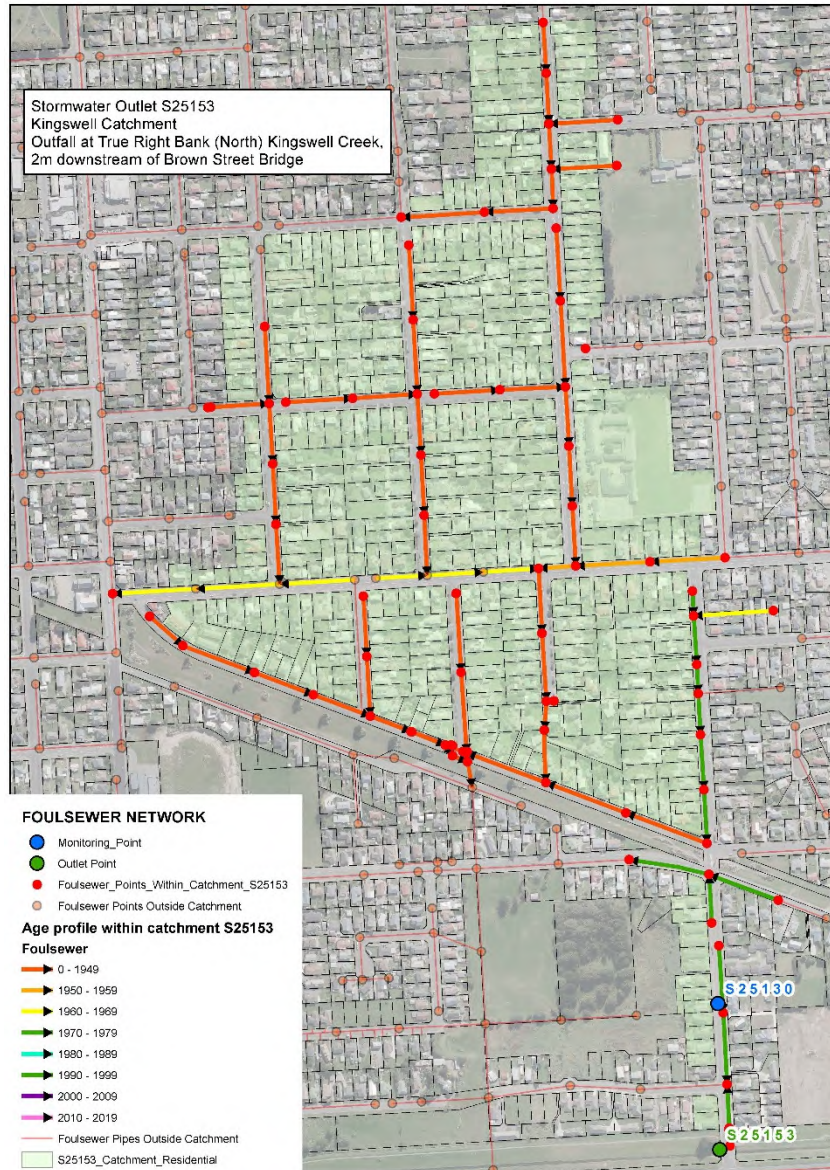 Stormwater Outlet S25153
Kingswell Catchment
Outfall at True Right Bank (North) Kingswell Creek,
2m downstream of Brown Street Bridge
FOULSEWER NETWORK
Monitoring_Point
Outlet Point
Foulsewer_Points_Within_Catchment_S25153
Foulsewer Points Outside Catchment
Age profile within catchment S25153
Foulsewer
0 - 1949
1950 - 1959
1960 - 1969
1970 - 1979
1980 - 1989
1990 - 1999
2000 - 2009
2010 - 2019
Foulsewer Pipes Outside Catchment
S25153_Catchment_Residential
S25130
S25153